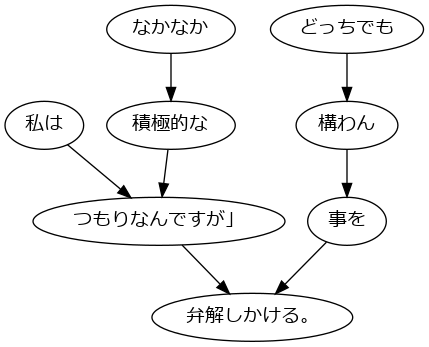 なかなか
どっちでも
私は
積極的な
構わん
つもりなんですが」
事を
弁解しかける。